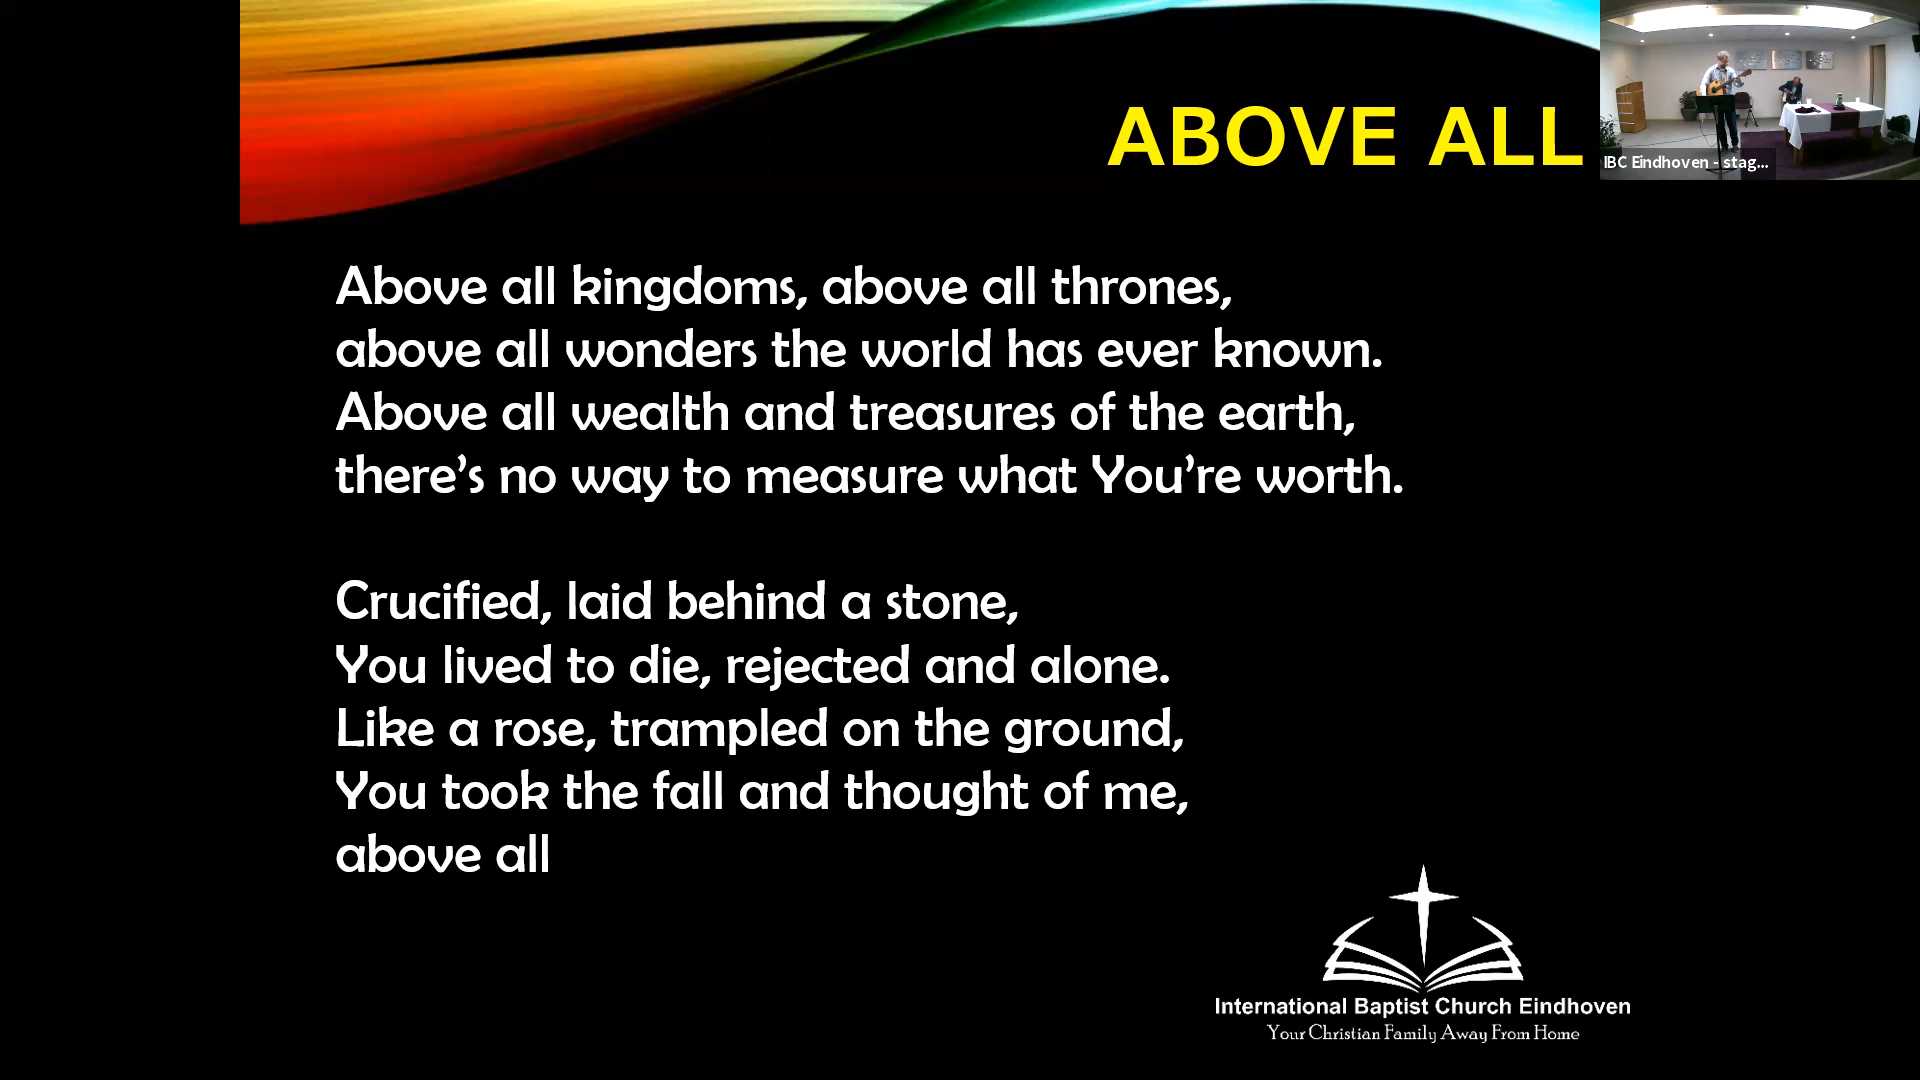 ABOVE ALL
IBC Eindhoven - stag...
Above all kingdoms, above all thrones,
above all wonders the world has ever known.
Above all wealth and treasures of the earth,
there’s no way to measure what You’re worth.
Crucified, laid behind a stone,
You lived to die, rejected and alone.
Like a rose, trampled on the ground,
You took the fall and thought of me,
above all
International Baptist Church Eindhoven
Your Christian Family Away From Home